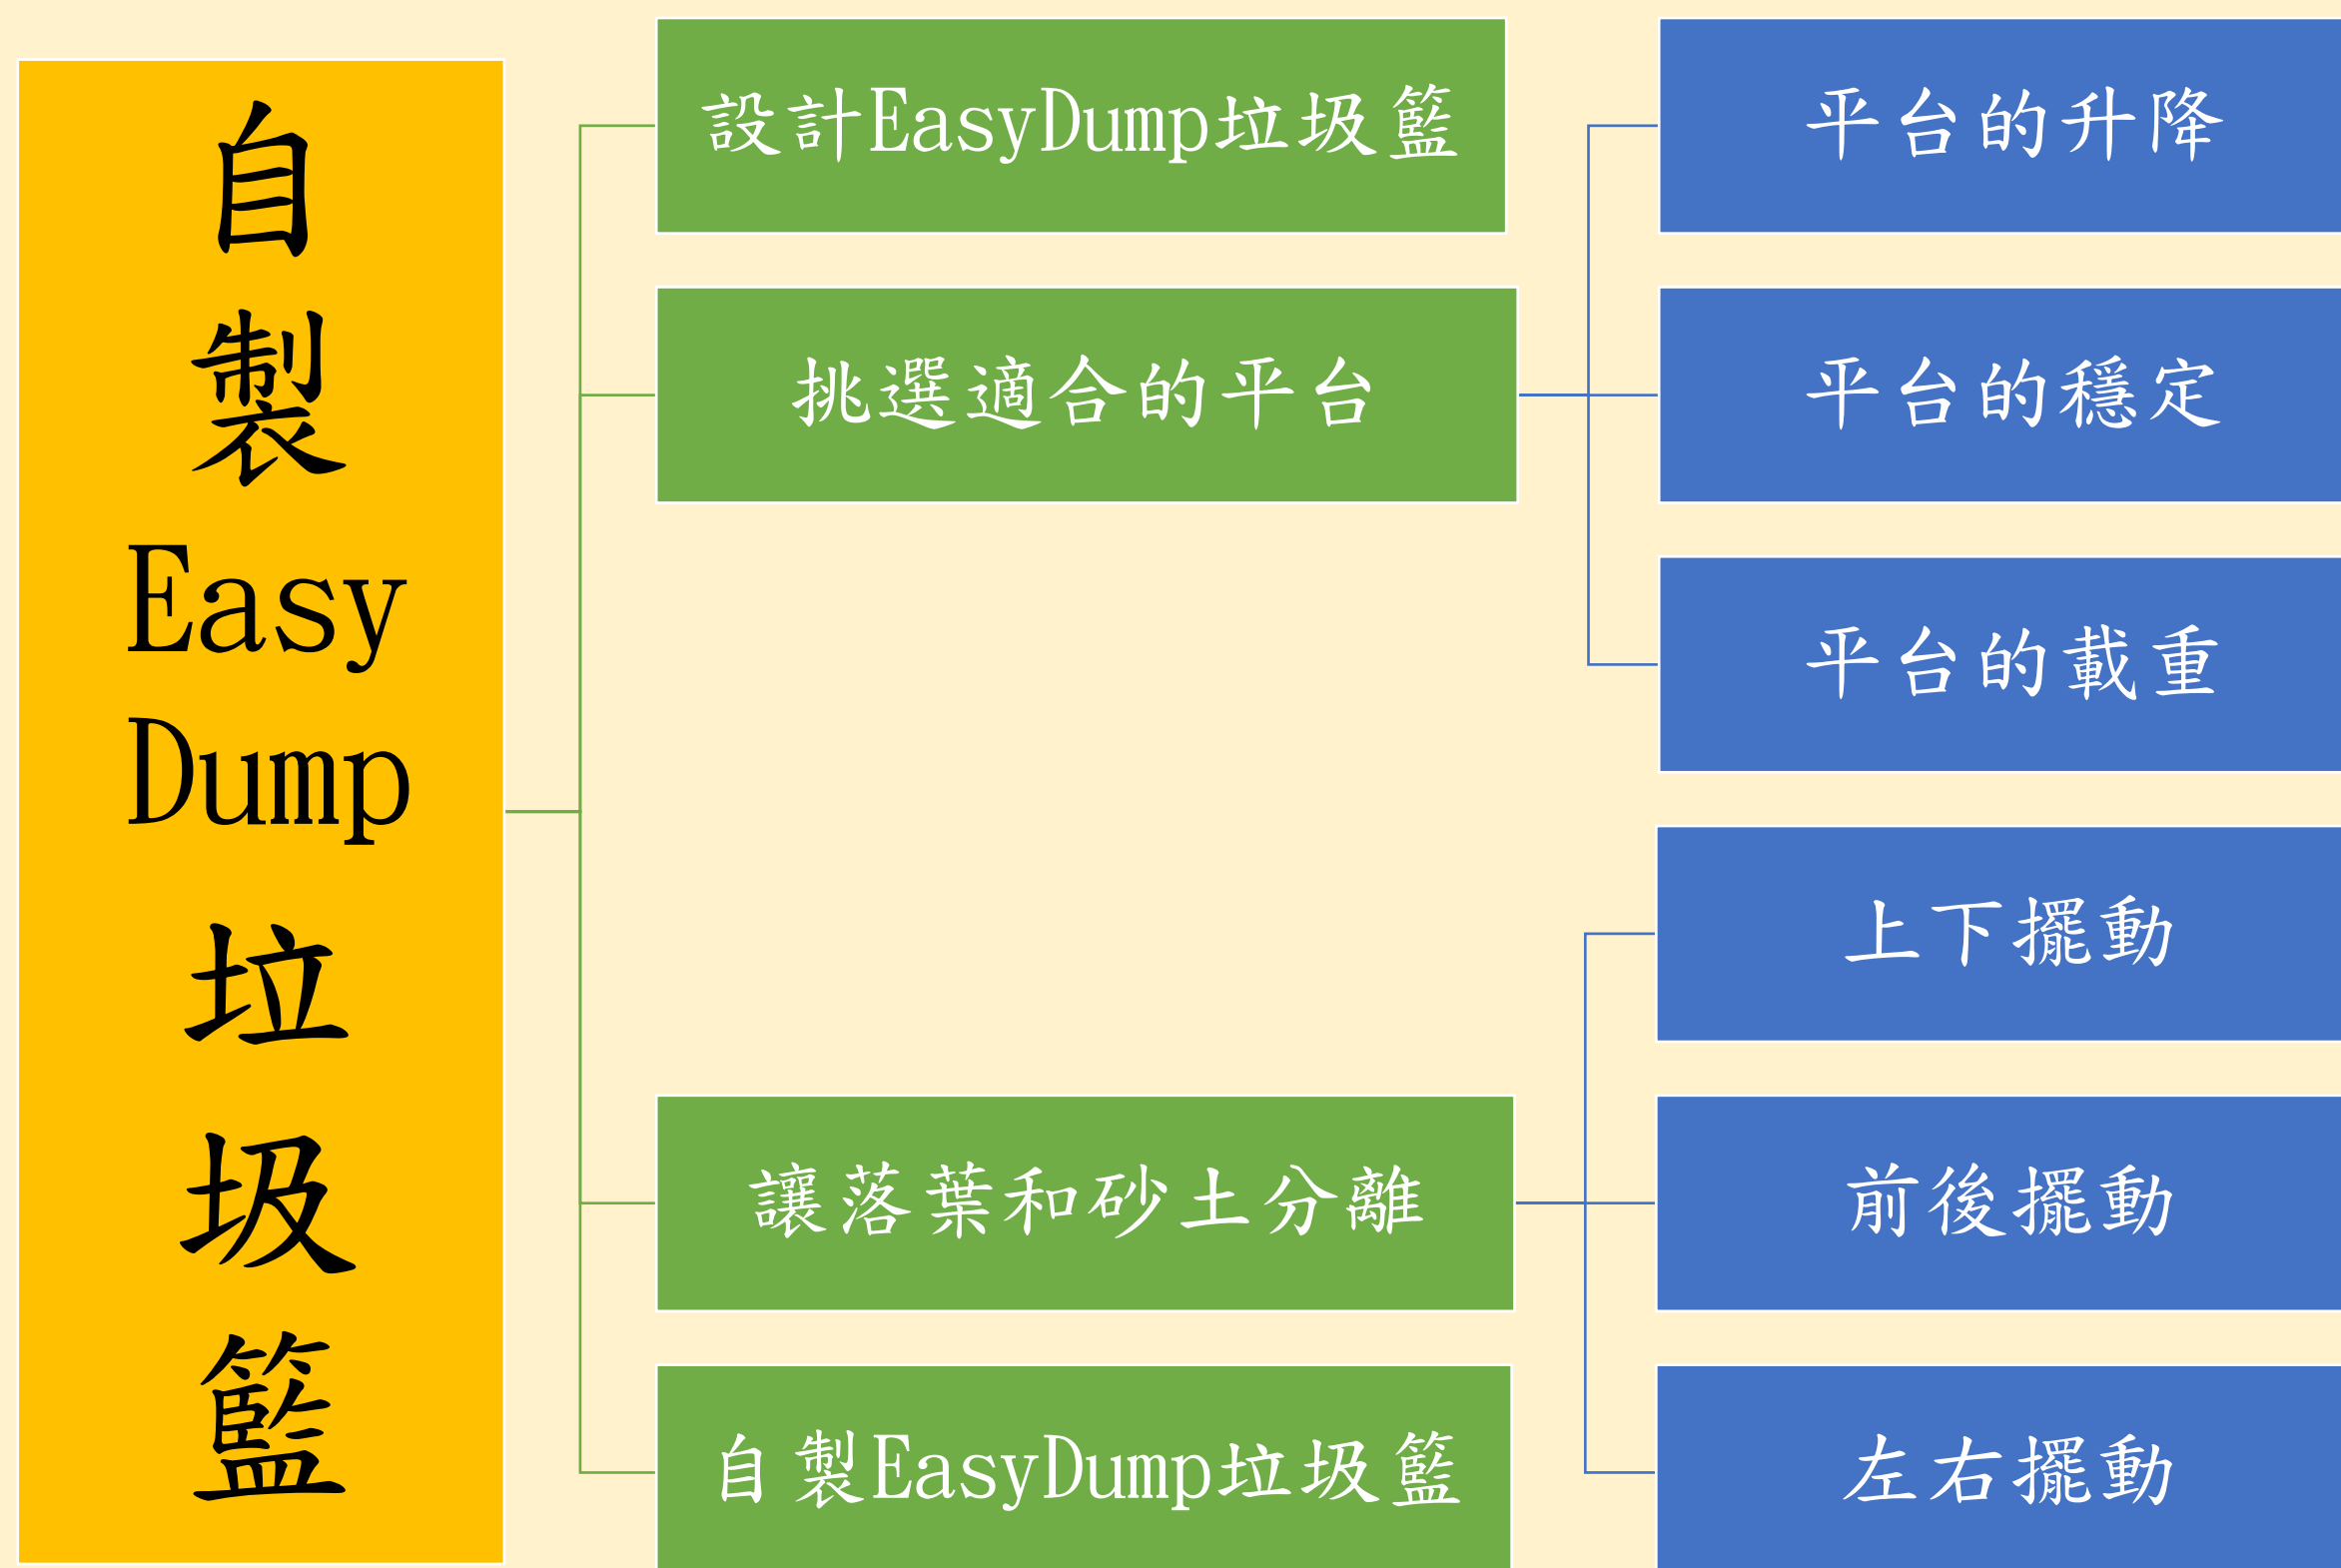 自
製
Easy
Dump
垃
圾
籃
設計EasyDump垃圾籃
挑選適合的平台
平台的升降
平台的穩定
平台的載重
讓落葉和砂土分離
上下擺動
前後擺動
左右擺動
自製EasyDump垃圾籃